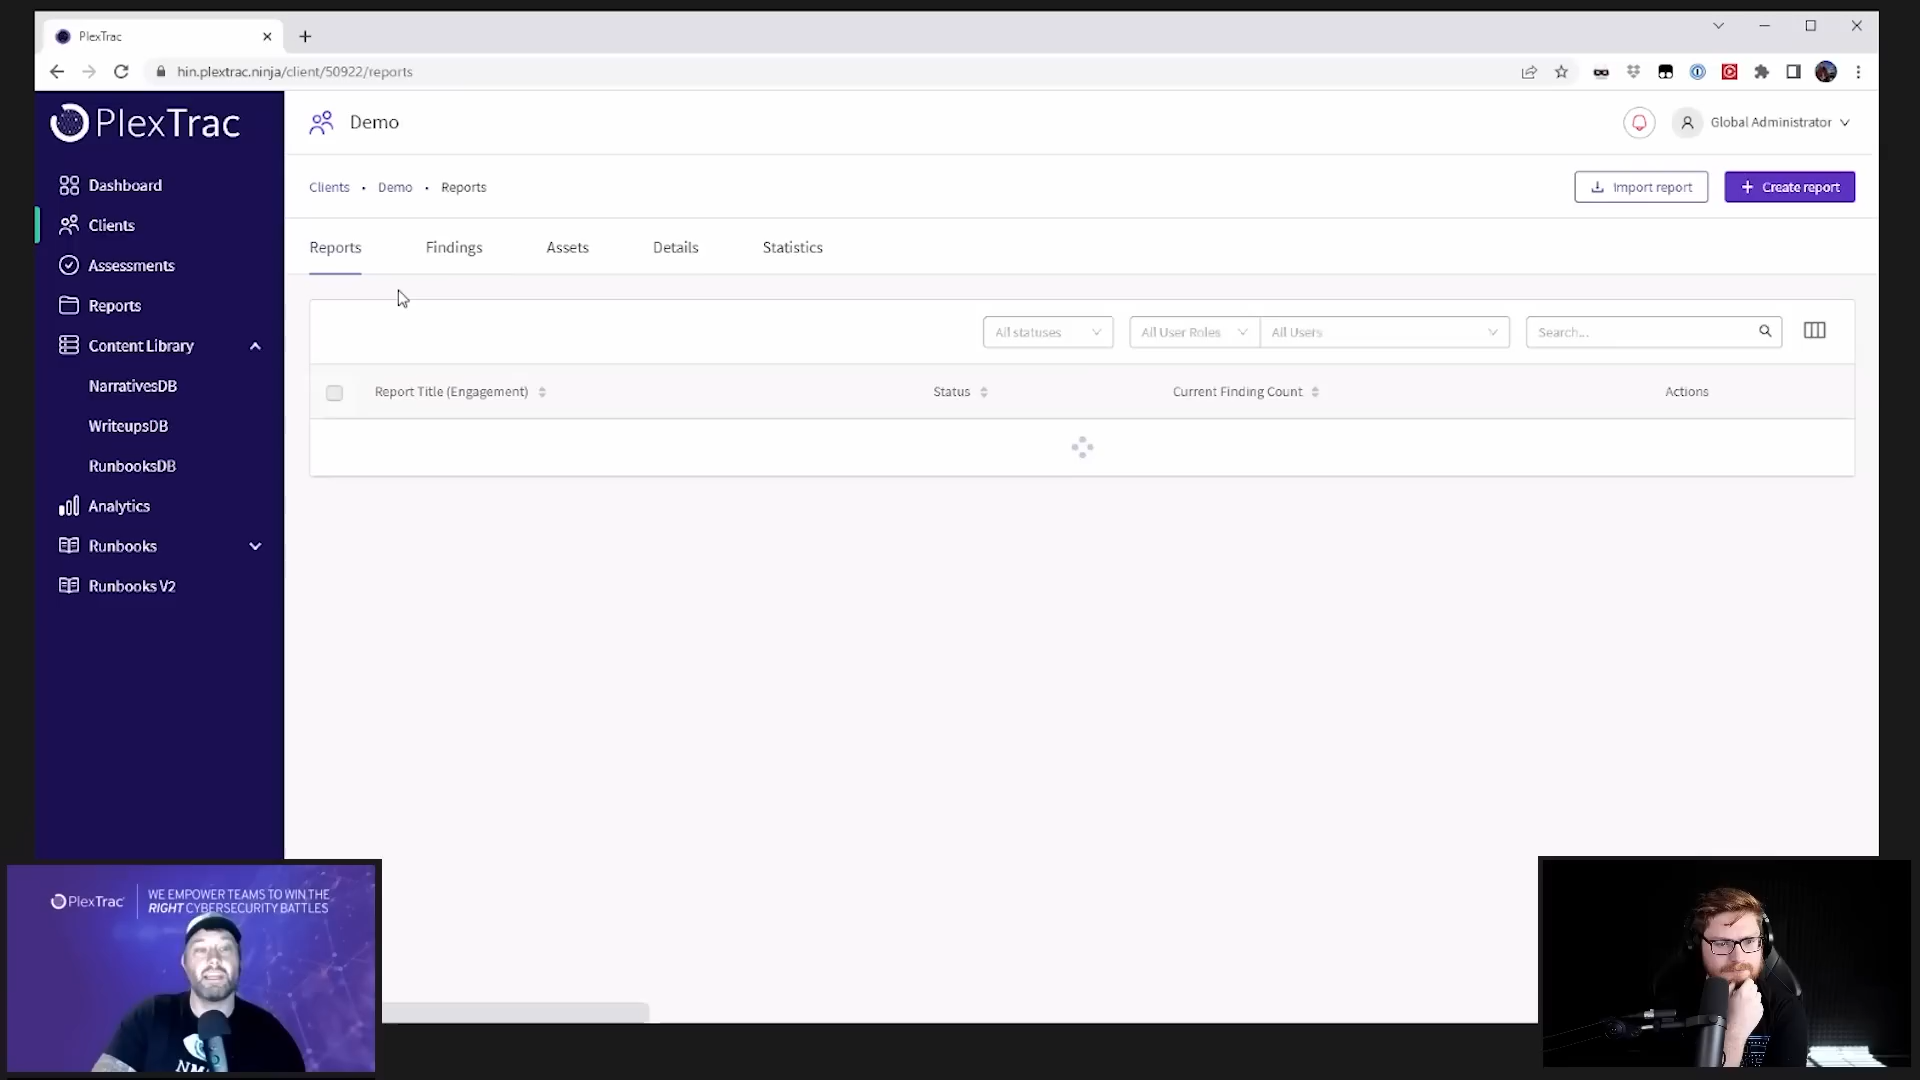 PlexTrac
hin.plextrac.ninja/client/50922/reports
PlexTrac
Demo
Global Administrator
Dashboard
Clients
Assessments
Reports
Content Library
NarrativesDB
WriteupsDB
RunbooksDB
Analytics
Runbooks
Runbooks V2
Clients • Demo • Reports
Import report
+ Create report
Reports Findings Assets Details Statistics
All statuses All User Roles All Users Search...
Report Title (Engagement) Status Current Finding Count Actions
PlexTrac
WE EMPOWER TEAMS TO WIN THE
RIGHT CYBERSECURITY BATTLES